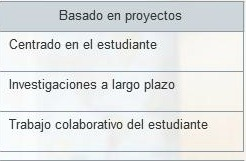 Basado en proyectos
Centrado en el estudiante
Investigaciones a largo plazo
Trabajo colaborativo del estudiante